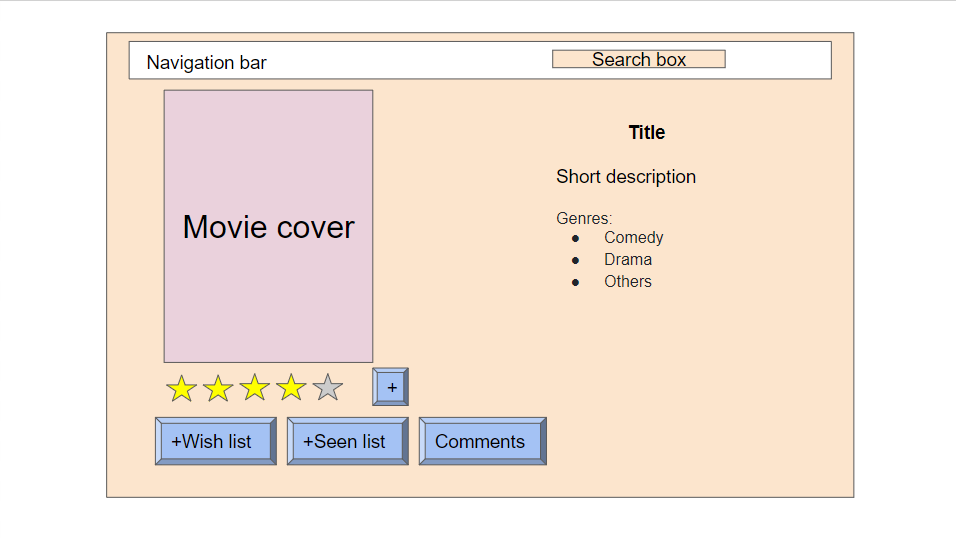 Navigation bar
Search box
Movie cover
Title
Short description
Genres:
● Comedy
● Drama
● Others
+
+Wish list
+Seen list
Comments